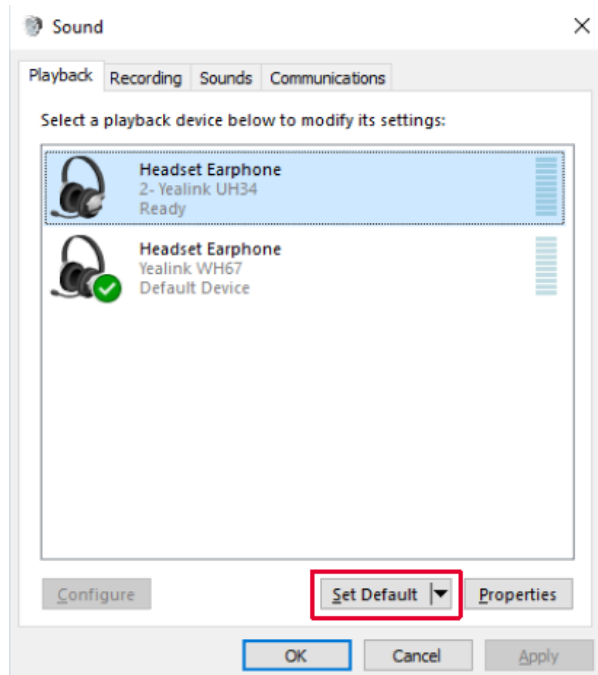 Sound
Playback Recording Sounds Communications
Select a playback device below to modify its settings:
Headset Earphone
2- Yealink UH34
Ready
Headset Earphone
Yealink WH67
Default Device
Configure Set Default Properties
OK Cancel Apply